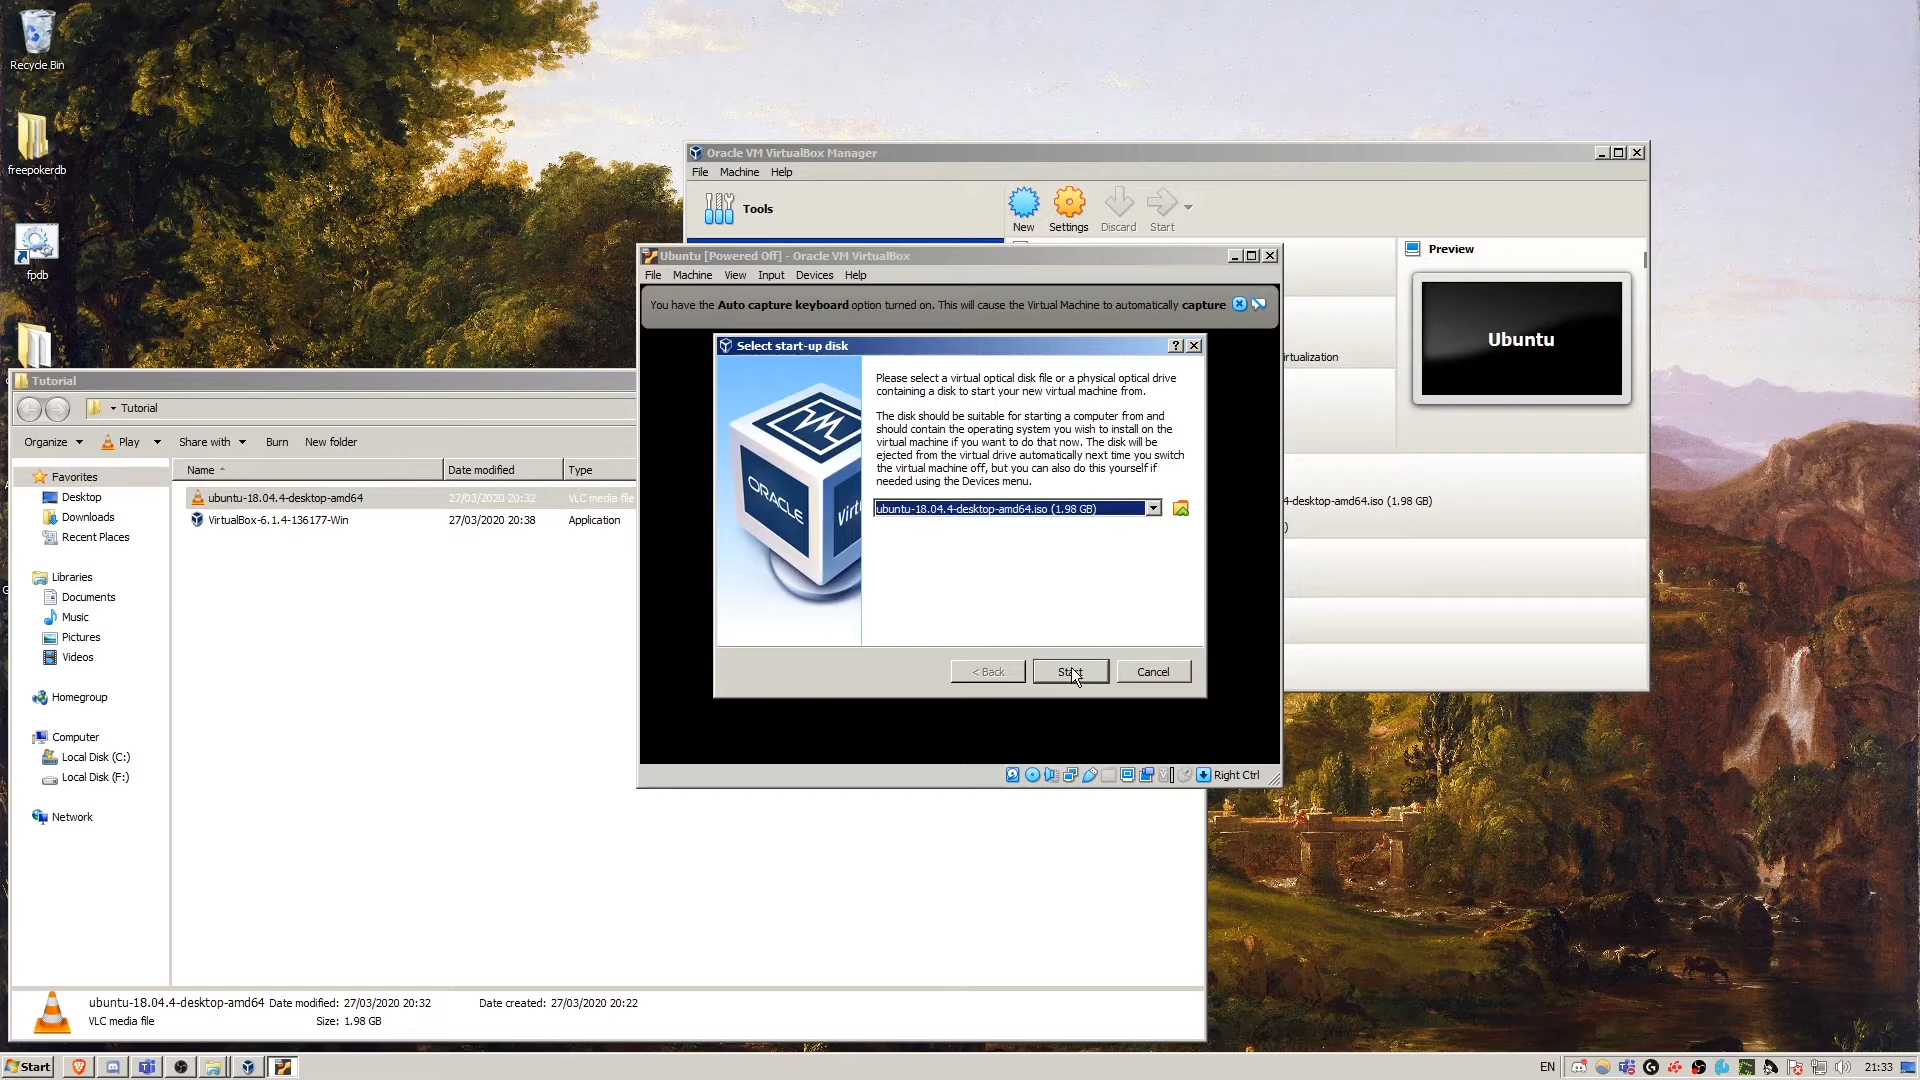 Recycle Bin
freepokerdb
fpdb
Oracle VM VirtualBox Manager
File Machine Help
Tools
New Settings Discard Start
Preview
Ubuntu
irtualization
4-desktop-amd64.iso (1.98 GB)
)
Ubuntu [Powered Off] - Oracle VM VirtualBox
File Machine View Input Devices Help
You have the Auto capture keyboard option turned on. This will cause the Virtual Machine to automatically capture
Select start-up disk
Please select a virtual optical disk file or a physical optical drive
containing a disk to start your new virtual machine from.
The disk should be suitable for starting a computer from and
should contain the operating system you wish to install on the
virtual machine if you want to do that now. The disk will be
ejected from the virtual drive automatically next time you switch
the virtual machine off, but you can also do this yourself if
needed using the Devices menu.
ubuntu-18.04.4-desktop-amd64.iso (1.98 GB)
ORACLE
< Back Start Cancel
Right Ctrl
Tutorial
Tutorial
Organize Play Share with Burn New folder
Name Date modified Type
ubuntu-18.04.4-desktop-amd64 27/03/2020 20:32 VLC media file
VirtualBox-6.1.4-136177-Win 27/03/2020 20:38 Application
Favorites
Desktop
Downloads
Recent Places
Libraries
Documents
Music
Pictures
Videos
Homegroup
Computer
Local Disk (C:)
Local Disk (F:)
Network
ubuntu-18.04.4-desktop-amd64 Date modified: 27/03/2020 20:32 Date created: 27/03/2020 20:22
VLC media file Size: 1.98 GB
Start
EN
21:33